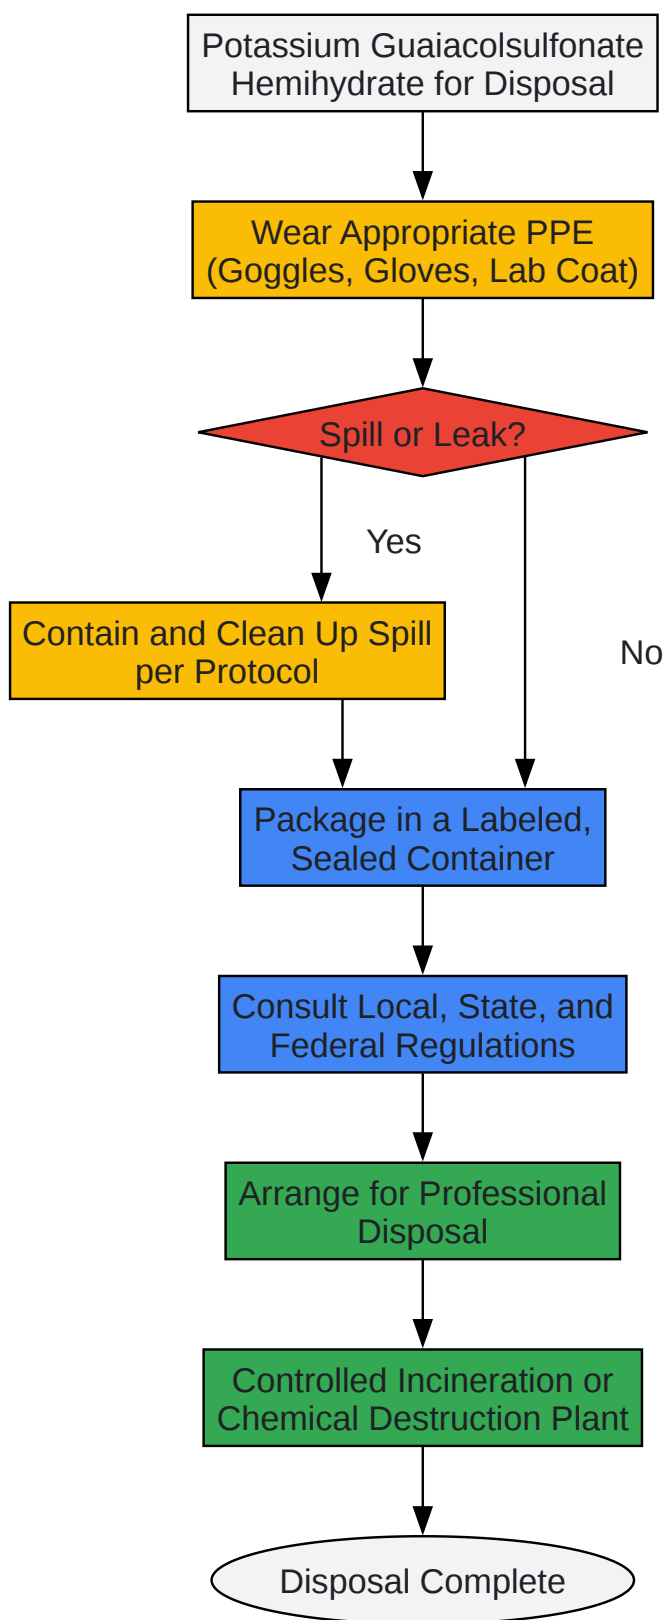 Potassium Guaiacolsulfonate
Hemihydrate for Disposal
Wear Appropriate PPE
(Goggles, Gloves, Lab Coat)
Spill or Leak?
Yes
Contain and Clean Up Spill
per Protocol
No
Package in a Labeled,
Sealed Container
Consult Local, State, and
Federal Regulations
Arrange for Professional
Disposal
Controlled Incineration or
Chemical Destruction Plant
Disposal Complete